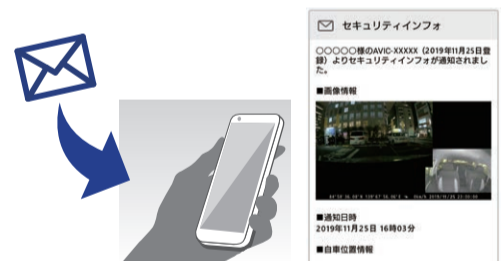 セキュリティインフォ
○○○○○様のAVIC-XXXXX（2019年11月25日登
録）よりセキュリティインフォが通知されまし
た。
■画像情報
■通知日時
2019年11月25日 16時03分
■自車位置情報